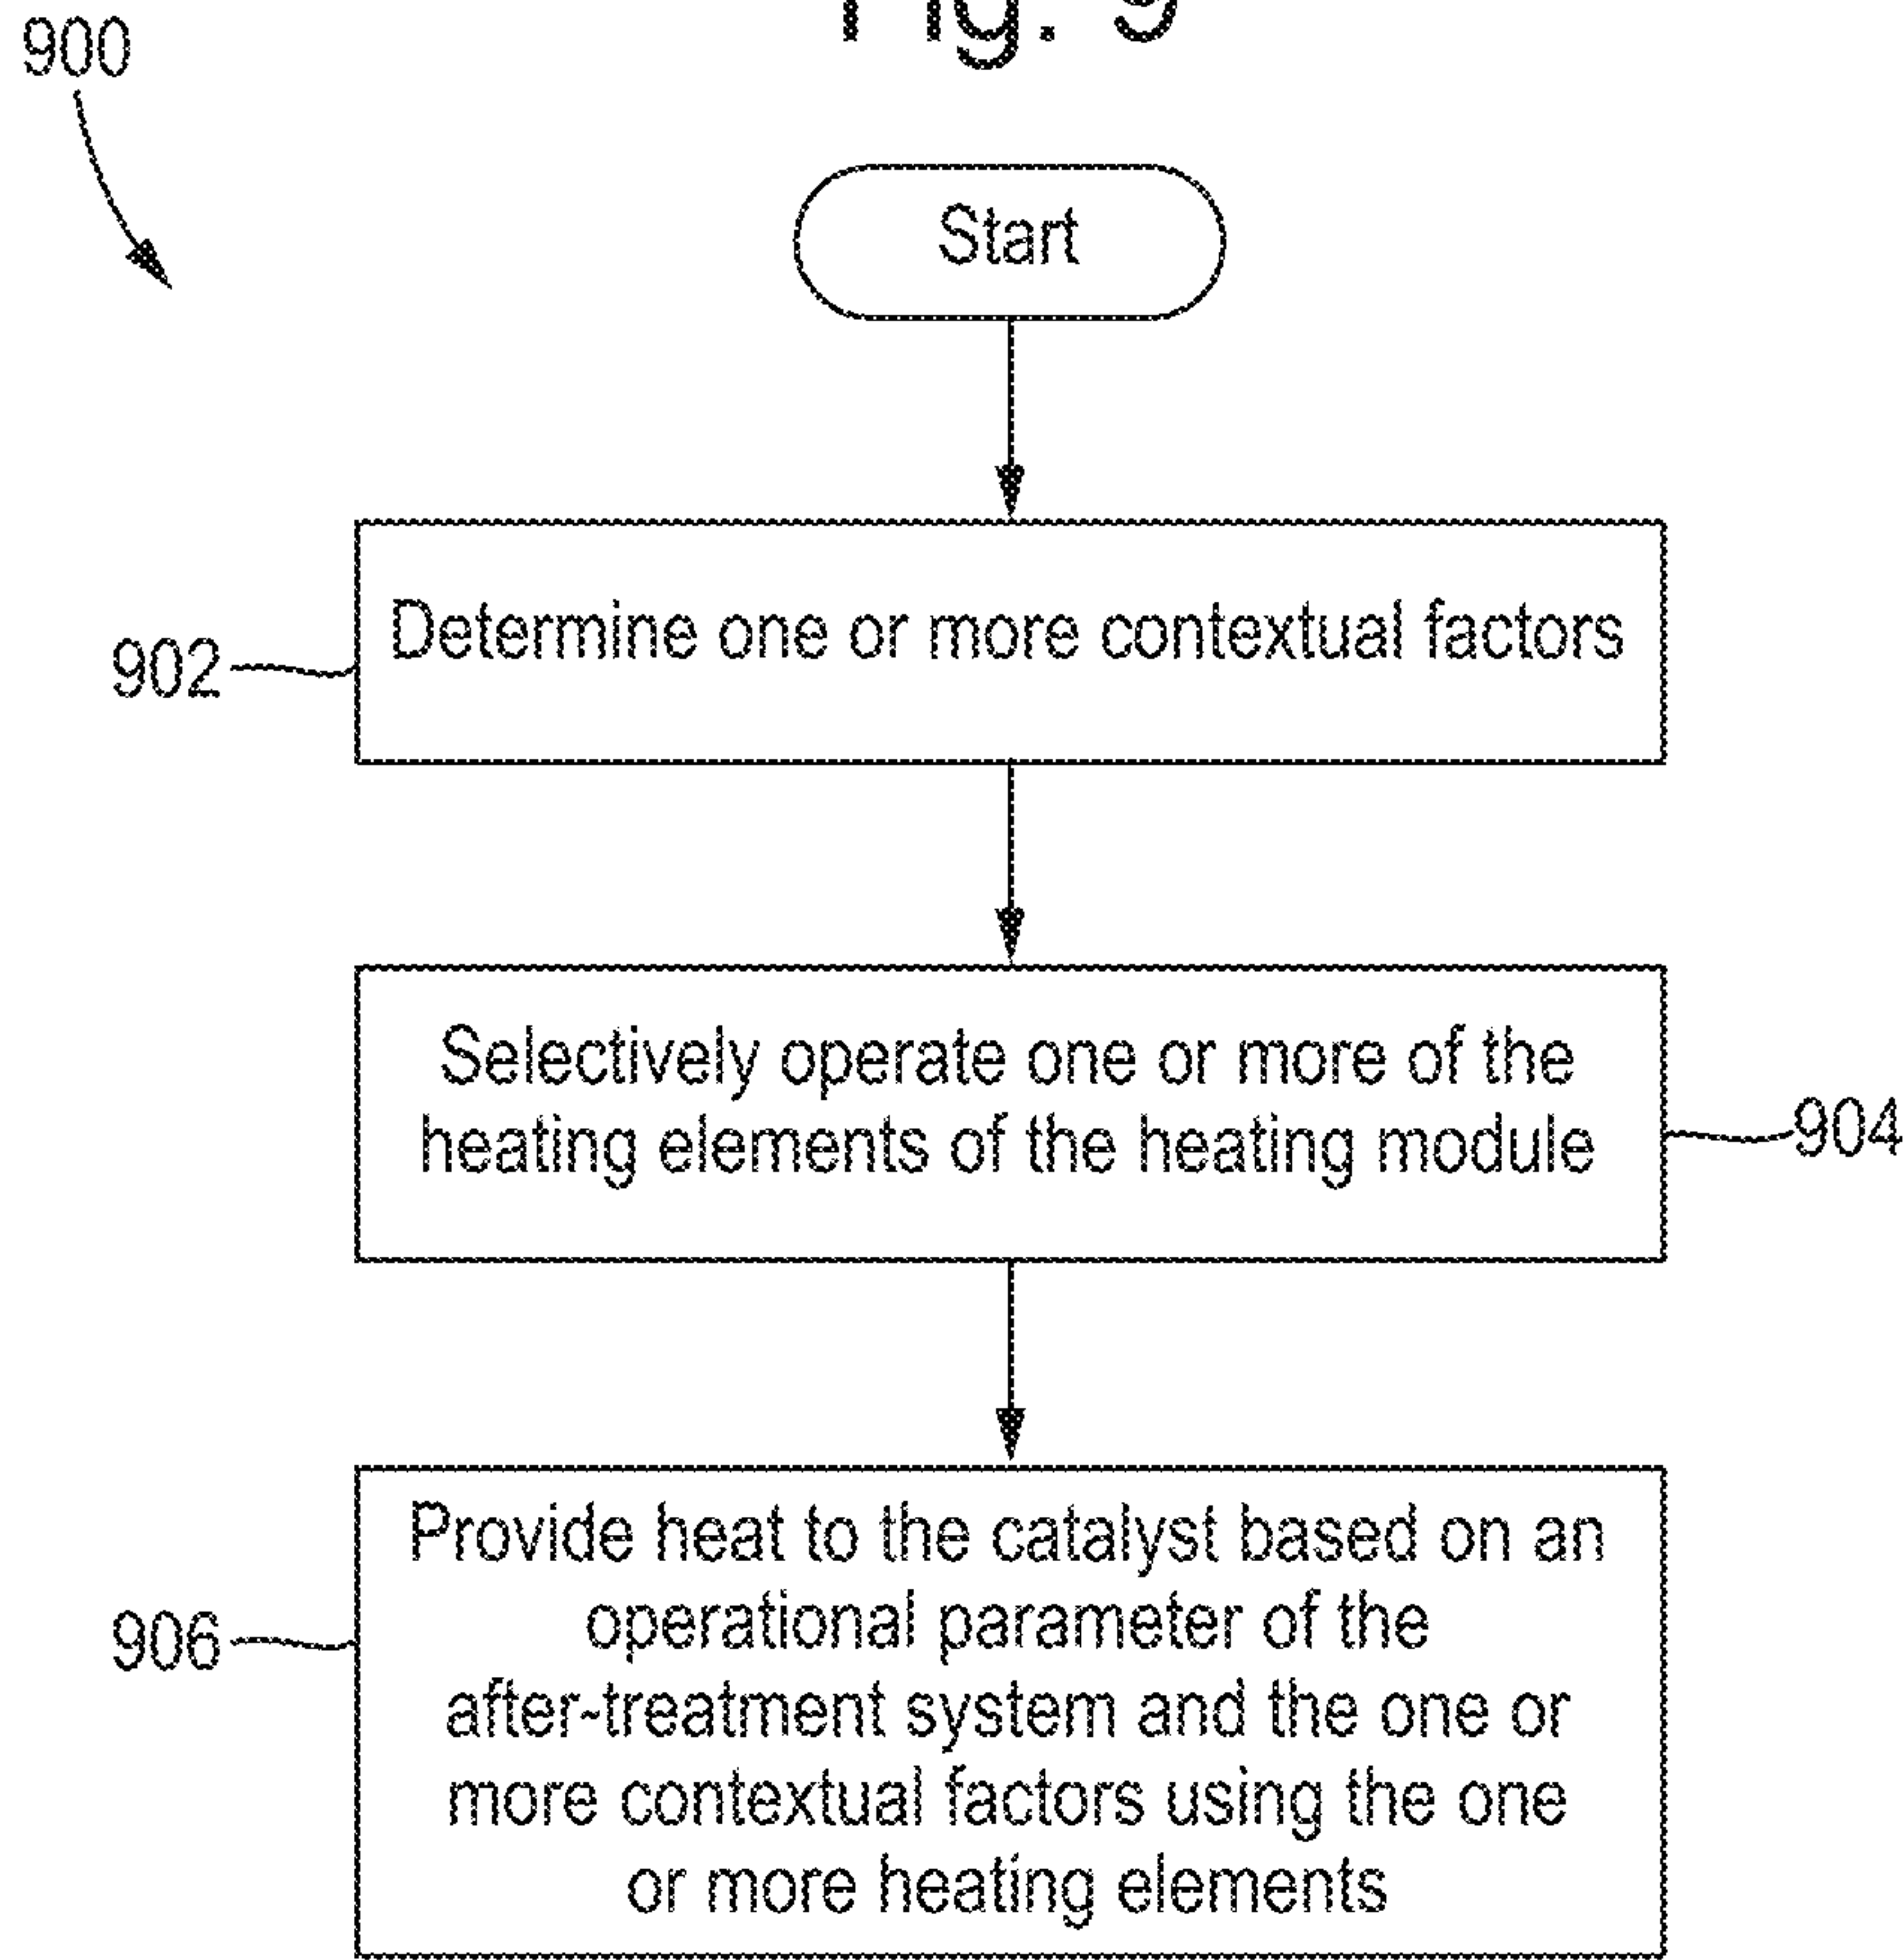 Fig. 9
900
Start
Determine one or more contextual factors
902
Selectively operate one or more of the
heating elements of the heating module
904
Provide heat to the catalyst based on an
operational parameter of the
after-treatment system and the one or
more contextual factors using the one
or more heating elements
906